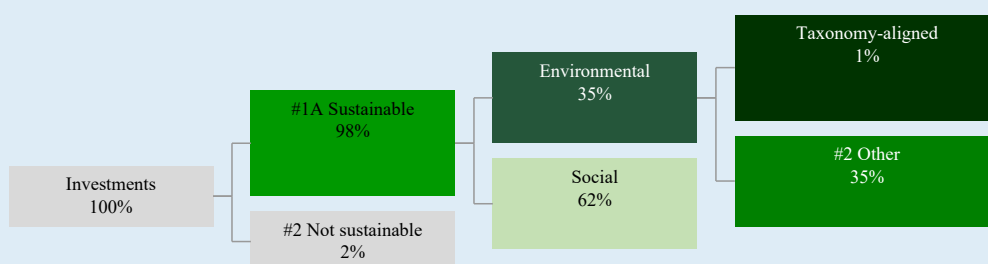 Investments
100%
#1A Sustainable
98%
#2 Not sustainable
2%
Environmental
35%
Social
62%
Taxonomy-aligned
1%
#2 Other
35%